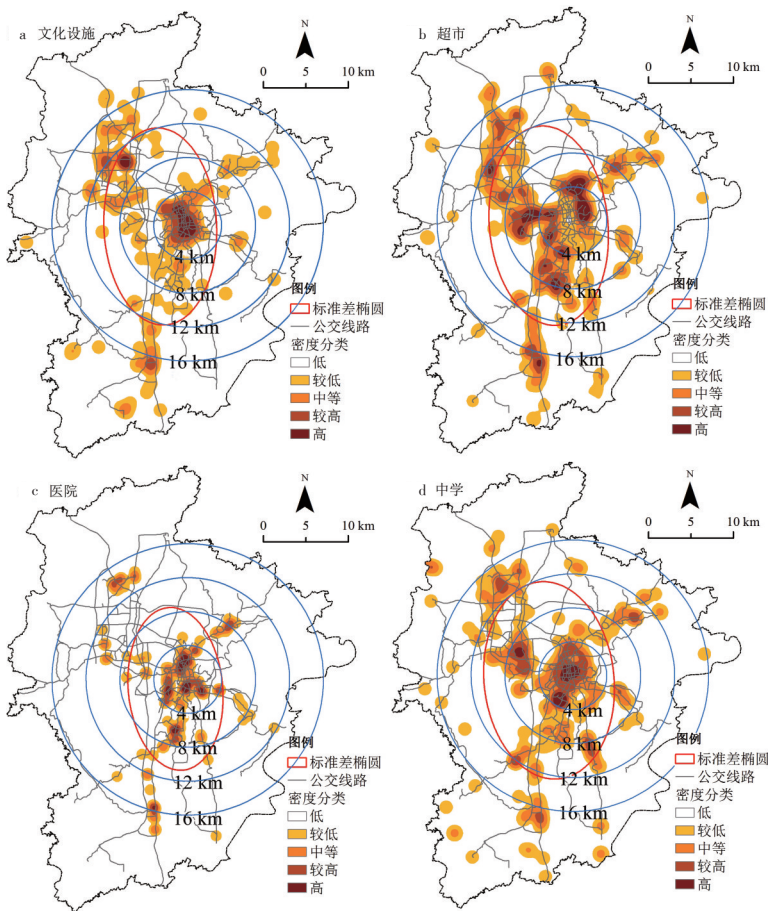 a 文化设施
N
0 10 km
4 km
8 km
12 km
16 km
图例
标准差椭圆
公交线路
密度分类
低
较低
中等
较高
高
b 超市
N
0 10 km
4 km
8 km
12 km
16 km
图例
标准差椭圆
公交线路
密度分类
低
较低
中等
较高
高
c 医院
N
0 10 km
4 km
8 km
12 km
16 km
图例
标准差椭圆
公交线路
密度分类
低
较低
中等
较高
高
d 中学
N
0 10 km
4 km
8 km
12 km
16 km
图例
标准差椭圆
公交线路
密度分类
低
较低
中等
较高
高